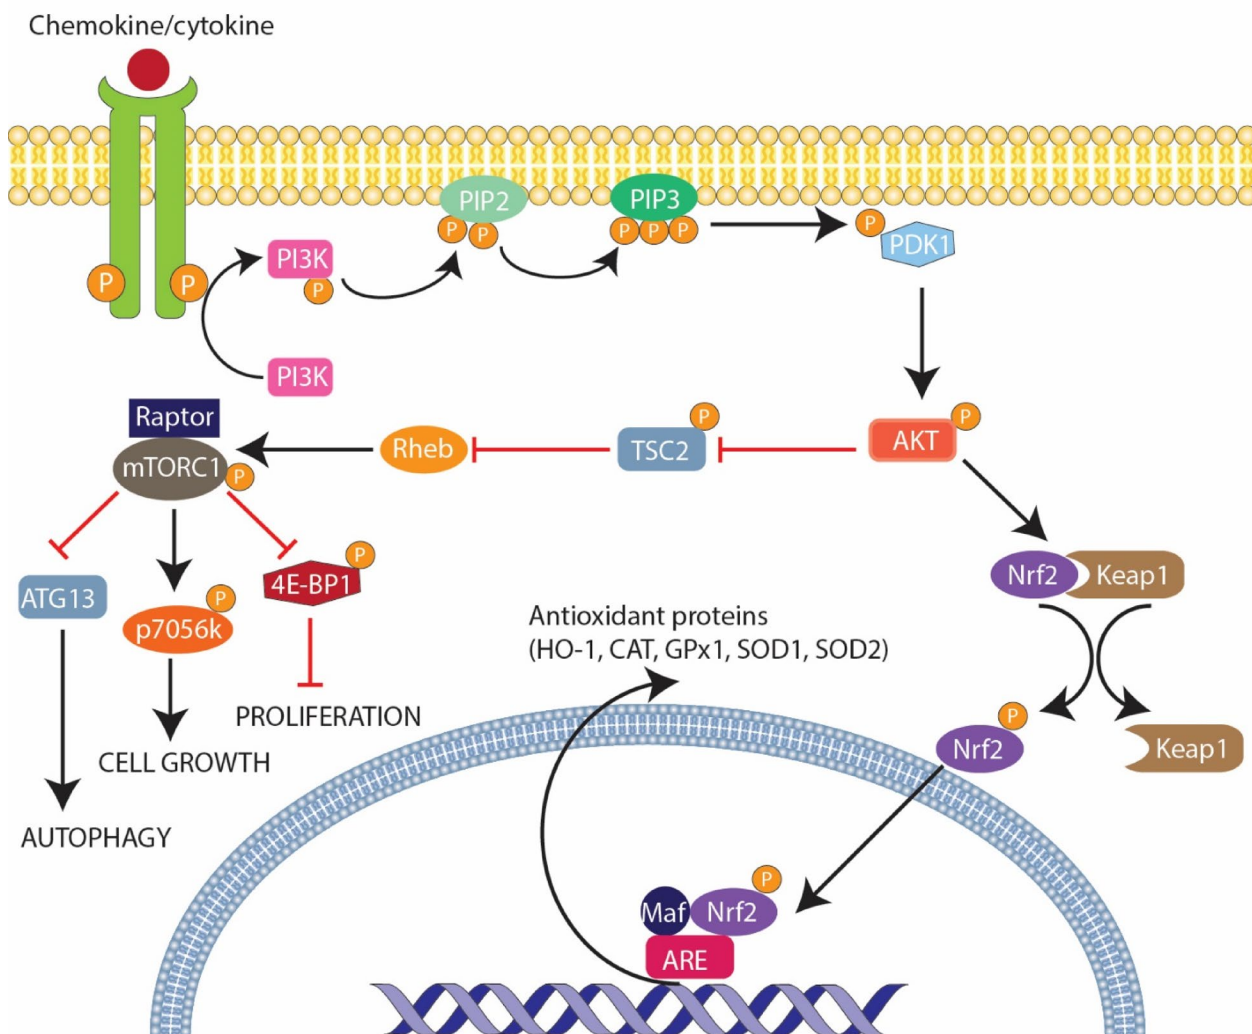 Chemokine/cytokine
PIP2
PIP3
P P
P P P
P
PDK1
PI3K
P
P
P
PI3K
Raptor
mTORC1
P
Rheb
TSC2
P
AKT
P
ATG13
p7056k
P
4E-BP1
P
Nrf2
Keap1
Antioxidant proteins
(HO-1, CAT, GPx1, SOD1, SOD2)
PROLIFERATION
CELL GROWTH
AUTOPHAGY
P
Nrf2
Keap1
P
Maf
Nrf2
ARE